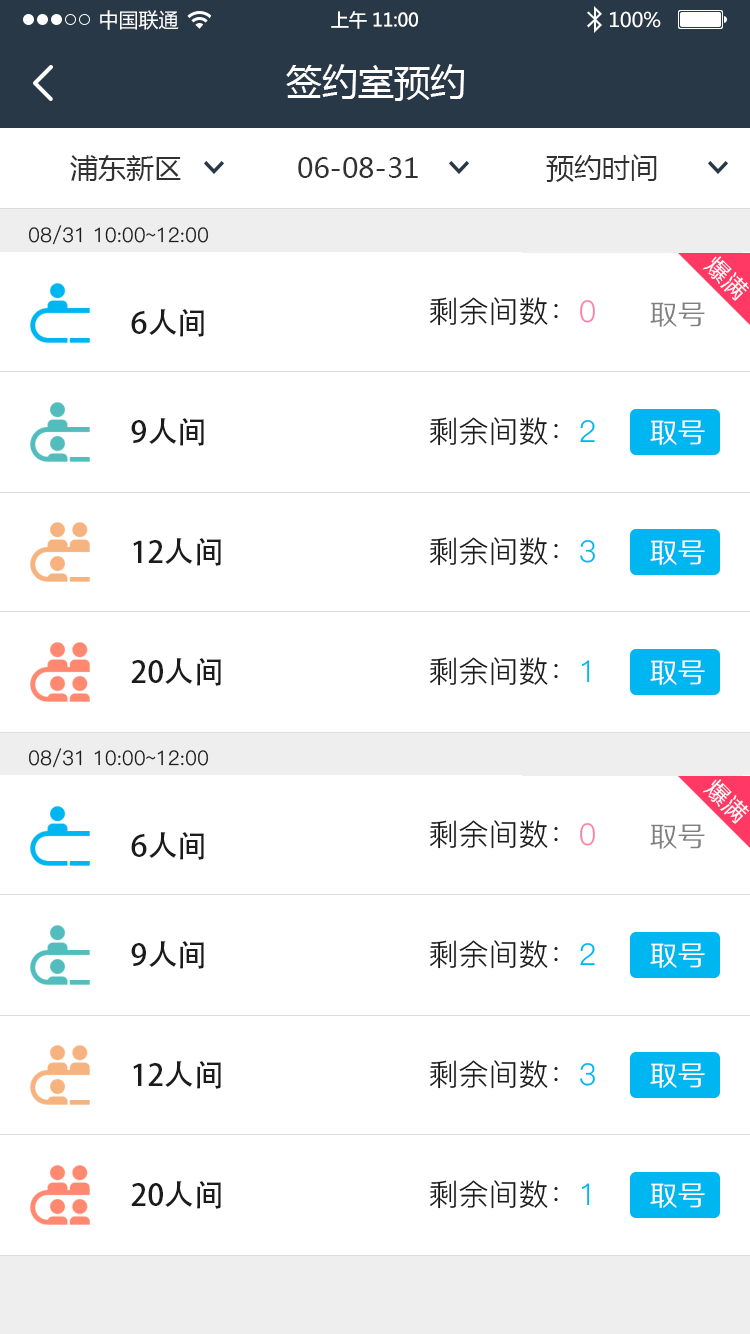 中国联通 上午 11:00 100%
签约室预约
浦东新区 06-08-31 预约时间
08/31 10:00~12:00
爆满
6人间 剩余间数：0 取号
9人间 剩余间数：2 取号
12人间 剩余间数：3 取号
20人间 剩余间数：1 取号
08/31 10:00~12:00
爆满
6人间 剩余间数：0 取号
9人间 剩余间数：2 取号
12人间 剩余间数：3 取号
20人间 剩余间数：1 取号